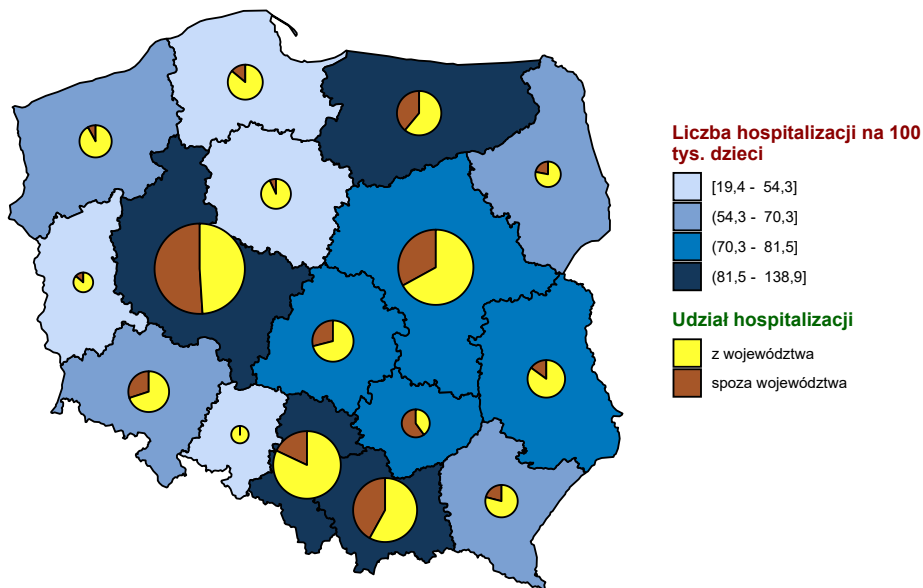 Liczba hospitalizacji na 100
tys. dzieci
[19,4 - 54,3]
(54,3 - 70,3]
(70,3 - 81,5]
(81,5 - 138,9]
Udział hospitalizacji
z województwa
spoza województwa